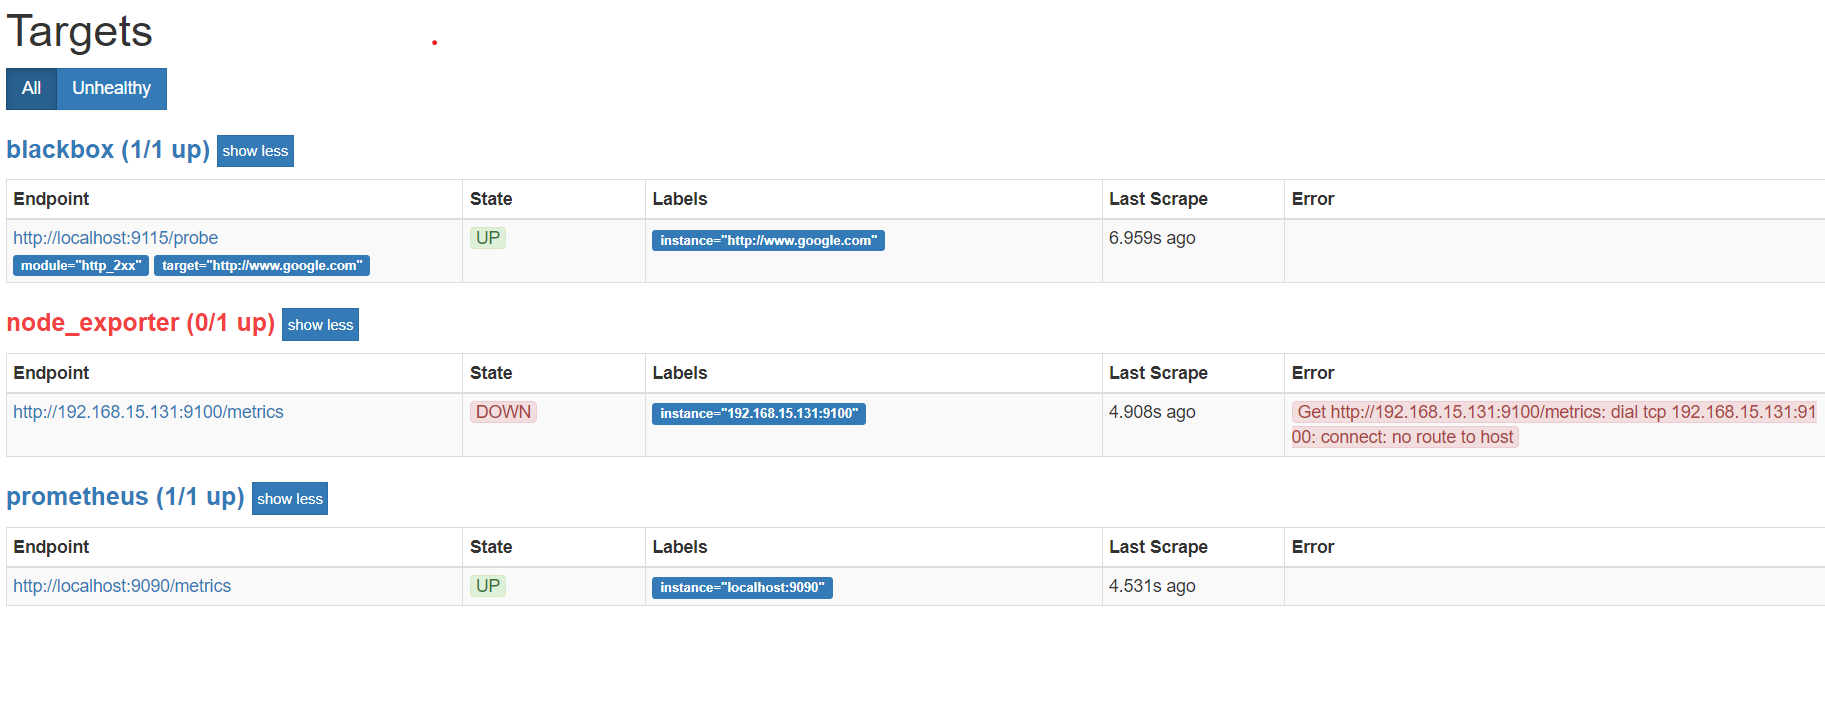 Targets
All Unhealthy
blackbox (1/1 up) show less
Endpoint State Labels Last Scrape Error
http://localhost:9115/probe UP instance="http://www.google.com" 6.959s ago
module="http_2xx" target="http://www.google.com"
node_exporter (0/1 up) show less
Endpoint State Labels Last Scrape Error
http://192.168.15.131:9100/metrics DOWN instance="192.168.15.131:9100" 4.908s ago Get http://192.168.15.131:9100/metrics: dial tcp 192.168.15.131:91
00: connect: no route to host
prometheus (1/1 up) show less
Endpoint State Labels Last Scrape Error
http://localhost:9090/metrics UP instance="localhost:9090" 4.531s ago